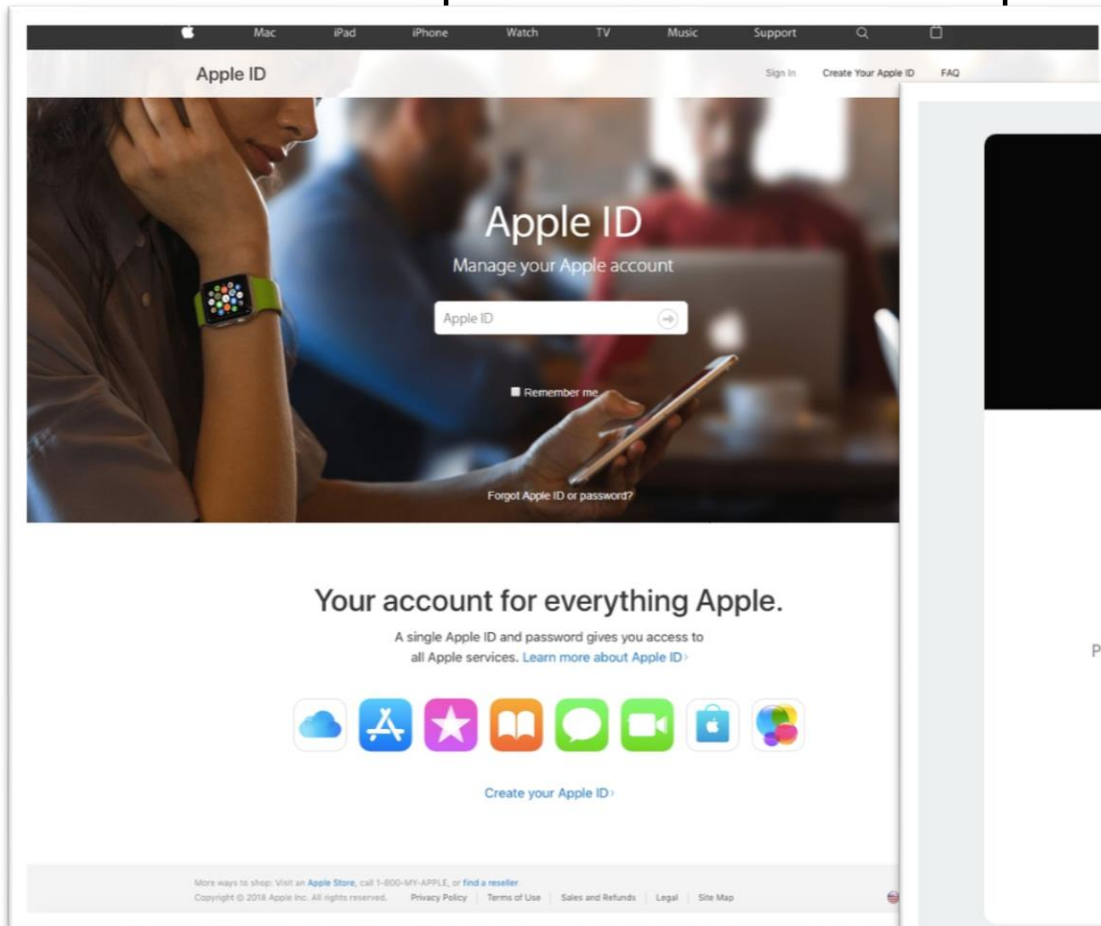 Mac iPad iPhone Watch TV Music Support
Apple ID
Sign In Create Your Apple ID FAQ
Apple ID
Manage your Apple account
Apple ID
Remember me
Forgot Apple ID or password?
Your account for everything Apple.
A single Apple ID and password gives you access to
all Apple services. Learn more about Apple ID
Create your Apple ID
P
More ways to shop: Visit an Apple Store, call 1-800-MY-APPLE, or find a reseller.
Copyright © 2018 Apple Inc. All rights reserved. Privacy Policy Terms of Use Sales and Refunds Legal Site Map